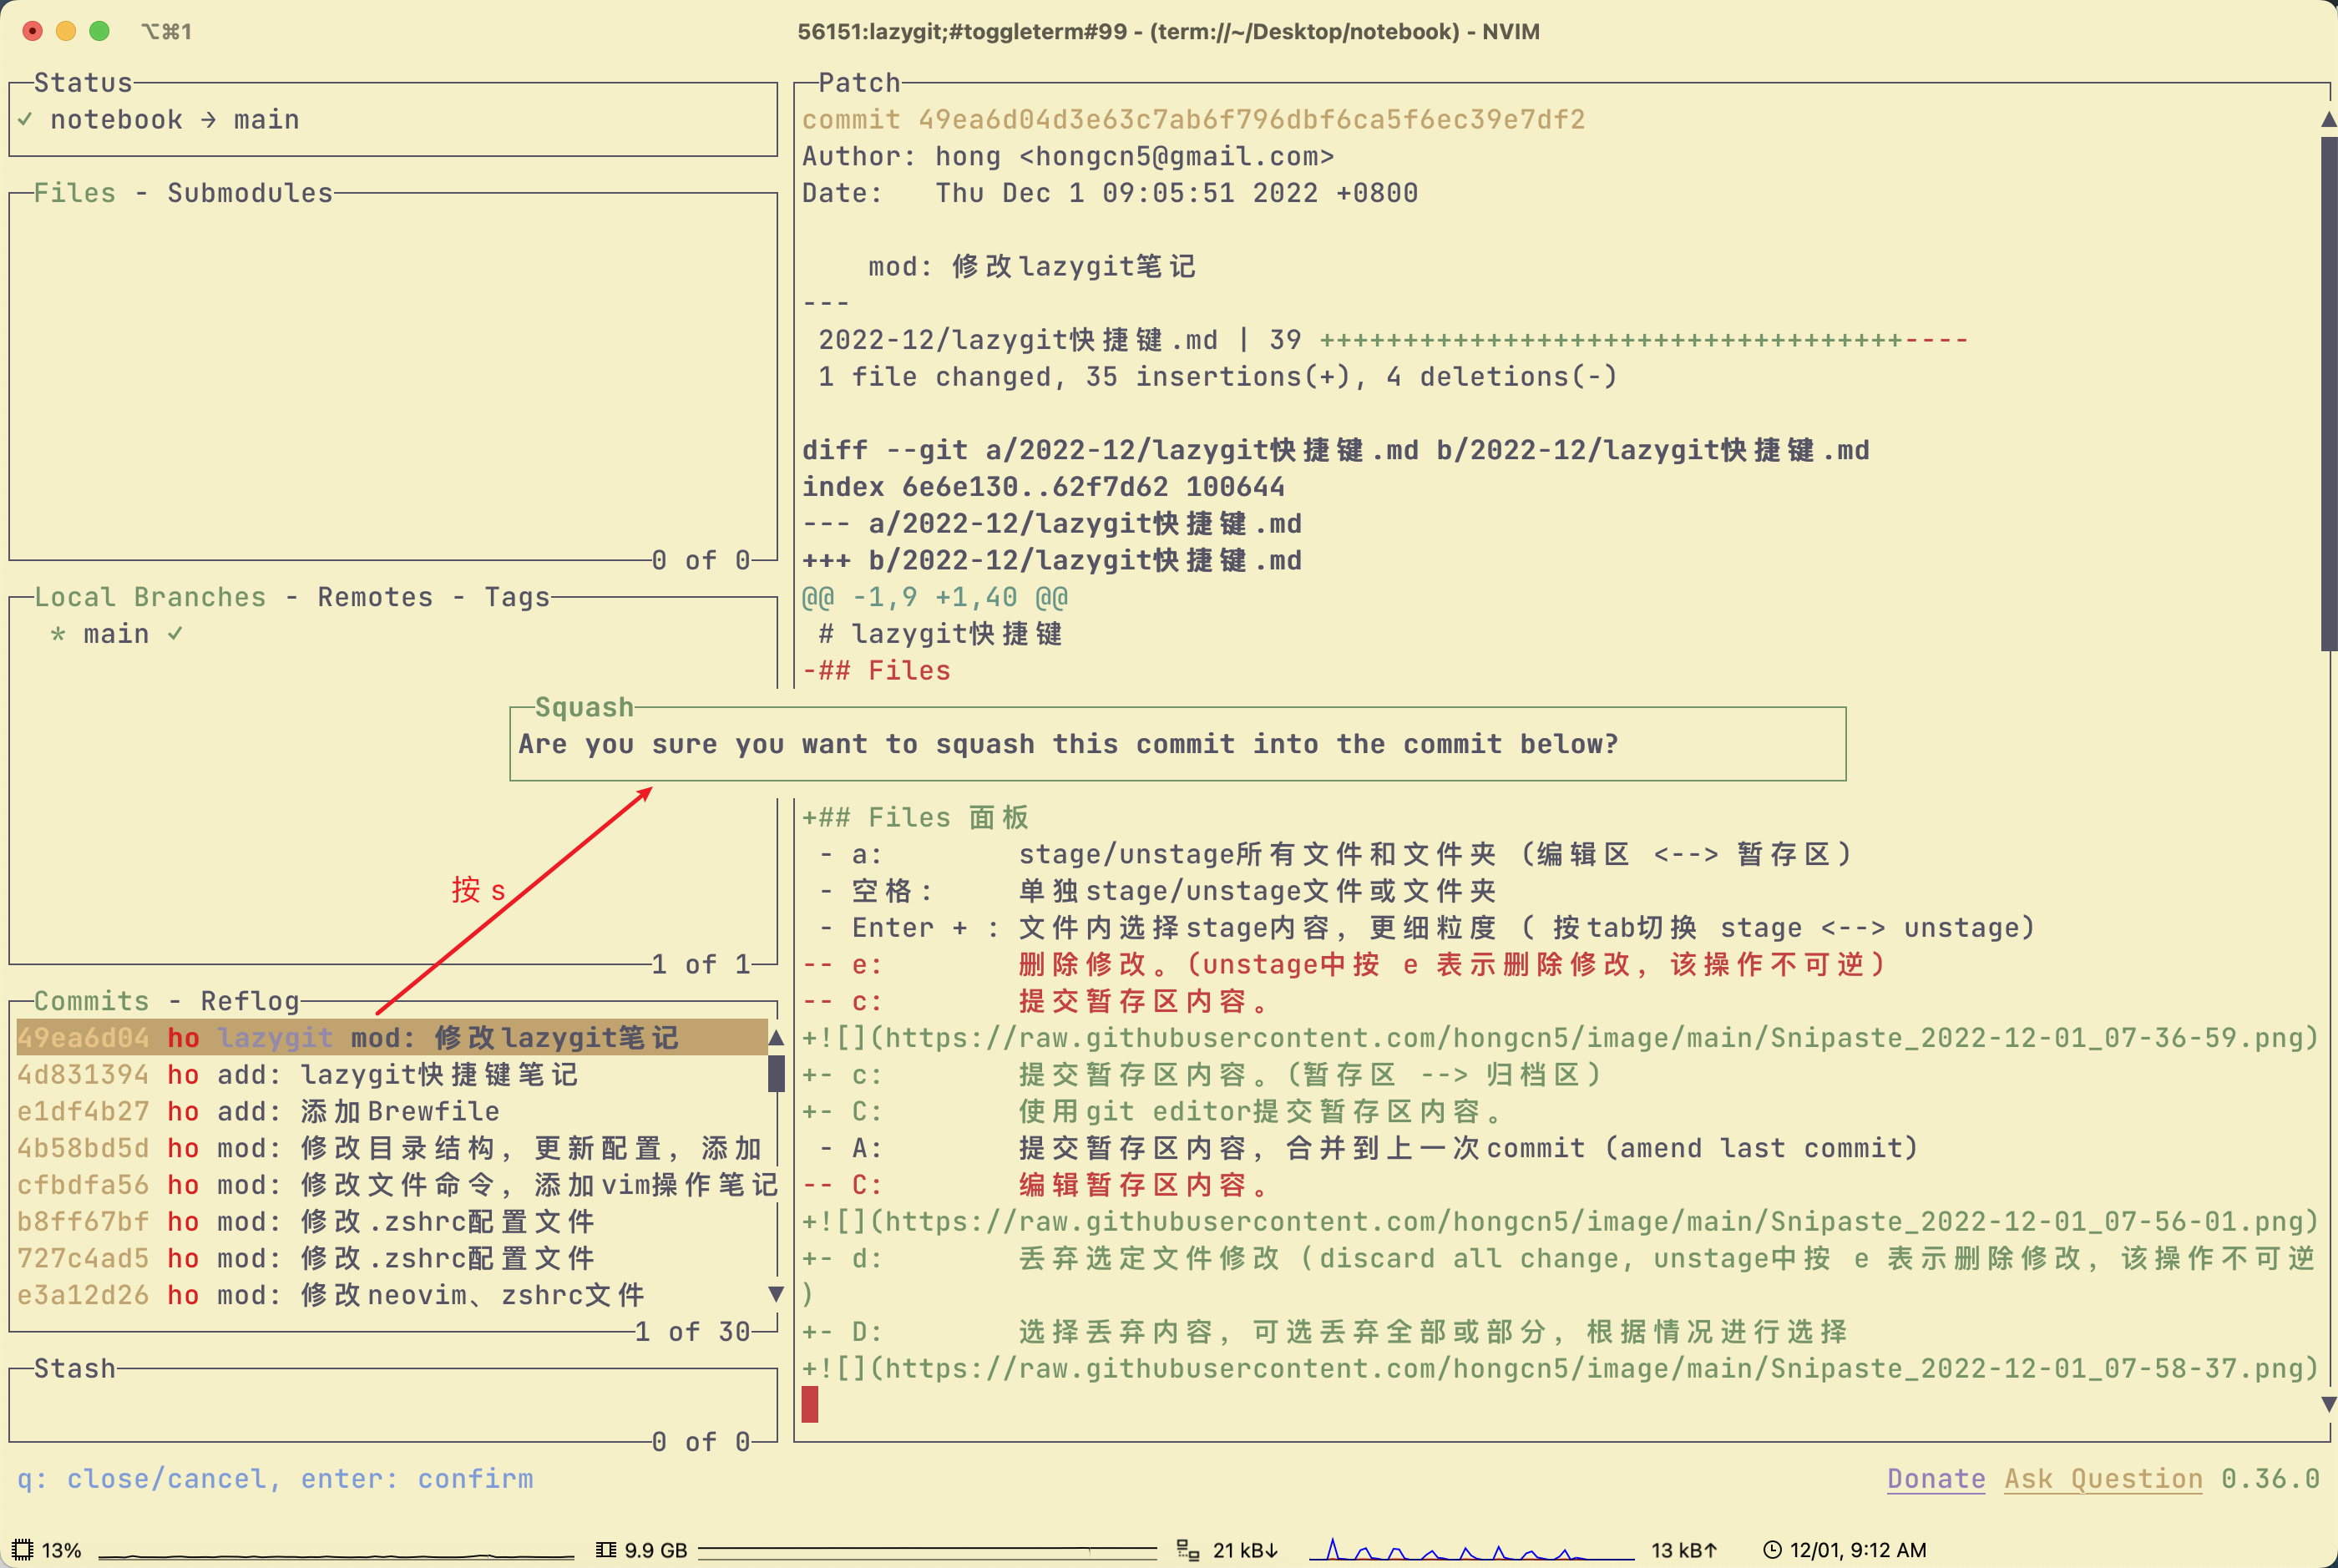 ⌥⌘1
56151:lazygit;#toggleterm#99 - (term://~/Desktop/notebook) - NVIM
Status
✓ notebook → main
Files - Submodules
0 of 0
Local Branches - Remotes - Tags
* main ✓
1 of 1
Commits - Reflog
49ea6d04 ho lazygit mod: 修改lazygit笔记
4d831394 ho add: lazygit快捷键笔记
e1df4b27 ho add: 添加Brewfile
4b58bd5d ho mod: 修改目录结构, 更新配置, 添加
cfbdfa56 ho mod: 修改文件命令, 添加vim操作笔记
b8ff67bf ho mod: 修改.zshrc配置文件
727c4ad5 ho mod: 修改.zshrc配置文件
e3a12d26 ho mod: 修改neovim、zshrc文件
1 of 30
Stash
0 of 0
Patch
commit 49ea6d04d3e63c7ab6f796dbf6ca5f6ec39e7df2
Author: hong <hongcn5@gmail.com>
Date:   Thu Dec 1 09:05:51 2022 +0800
mod: 修改lazygit笔记
---
2022-12/lazygit快捷键.md | 39 +++++++++++++++++++++++++++++++++++----
1 file changed, 35 insertions(+), 4 deletions(-)
diff --git a/2022-12/lazygit快捷键.md b/2022-12/lazygit快捷键.md
index 6e6e130..62f7d62 100644
--- a/2022-12/lazygit快捷键.md
+++ b/2022-12/lazygit快捷键.md
@@ -1,9 +1,40 @@
# lazygit快捷键
-## Files
Squash
Are you sure you want to squash this commit into the commit below?
按 s
+## Files 面板
- a: stage/unstage所有文件和文件夹 (编辑区 <--> 暂存区)
- 空格: 单独stage/unstage文件或文件夹
- Enter + : 文件内选择stage内容, 更细粒度 ( 按tab切换 stage <--> unstage)
-- e: 删除修改。(unstage中按 e 表示删除修改, 该操作不可逆)
-- c: 提交暂存区内容。
+![](https://raw.githubusercontent.com/hongcn5/image/main/Snipaste_2022-12-01_07-36-59.png)
+- c: 提交暂存区内容。(暂存区 --> 归档区)
+- C: 使用git editor提交暂存区内容。
- A: 提交暂存区内容, 合并到上一次commit (amend last commit)
-- C: 编辑暂存区内容。
+![](https://raw.githubusercontent.com/hongcn5/image/main/Snipaste_2022-12-01_07-56-01.png)
+- d: 丢弃选定文件修改 (discard all change, unstage中按 e 表示删除修改, 该操作不可逆
)
+- D: 选择丢弃内容, 可选丢弃全部或部分, 根据情况进行选择
+![](https://raw.githubusercontent.com/hongcn5/image/main/Snipaste_2022-12-01_07-58-37.png)
q: close/cancel, enter: confirm
Donate Ask Question 0.36.0
13% 9.9 GB 21 kB↓ 13 kB↑ 12/01, 9:12 AM